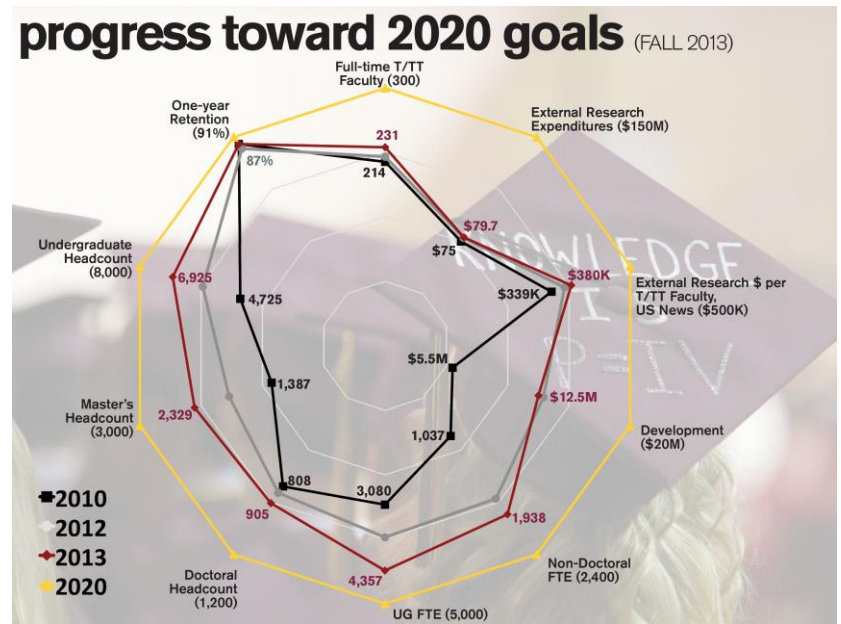 progress toward 2020 goals (FALL 2013)
Full-time T/TT
Faculty (300)
One-year
Retention
(91%)
External Research
Expenditures ($150M)
231
87%
214
$79.7
$75
KNOWLEDGE
IS
P=IV
Undergraduate
Headcount
(8,000)
6,925
4,725
$339K
$380K
External Research $ per
T/TT Faculty,
US News ($500K)
$5.5M
1,387
$12.5M
Master's
Headcount
(3,000)
2,329
1,037
Development
($20M)
808
3,080
905
1,938
4,357
2010
2012
2013
2020
Doctoral
Headcount
(1,200)
UG FTE (5,000)
Non-Doctoral
FTE (2,400)